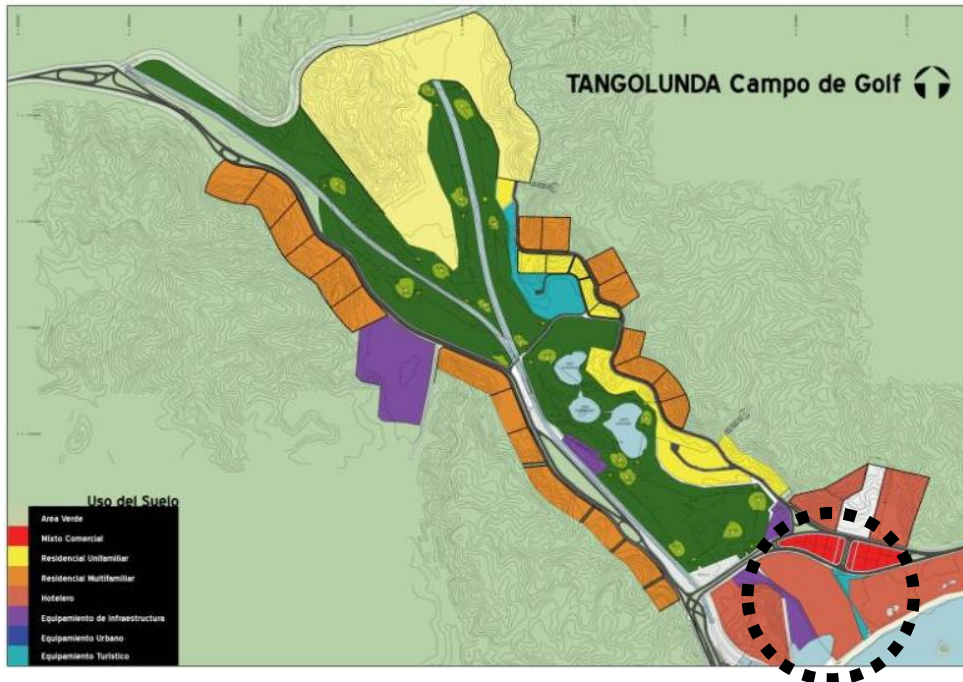 TANGOLUNDA Campo de Golf
Uso del Suelo
Area Verde
Mixto Comercial
Residencial Unifamiliar
Residencial Multifamiliar
Hotelero
Equipamiento de Infraestructura
Equipamiento Urbano
Equipamiento Turístico